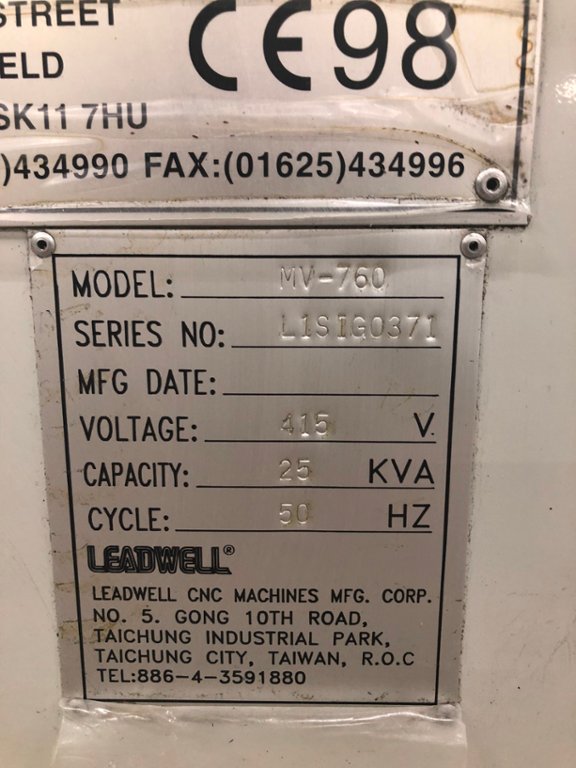 STREET
ELD
SK11 7HU
)434990 FAX:(01625)434996
CE98
MODEL: MV-760
SERIES NO: L1SIG0371
MFG DATE:
VOLTAGE: 415 V
CAPACITY: 25 KVA
CYCLE: 50 HZ
LEADWELL®
LEADWELL CNC MACHINES MFG. CORP.
NO. 5. GONG 10TH ROAD,
TAICHUNG INDUSTRIAL PARK,
TAICHUNG CITY, TAIWAN, R.O.C
TEL:886-4-3591880